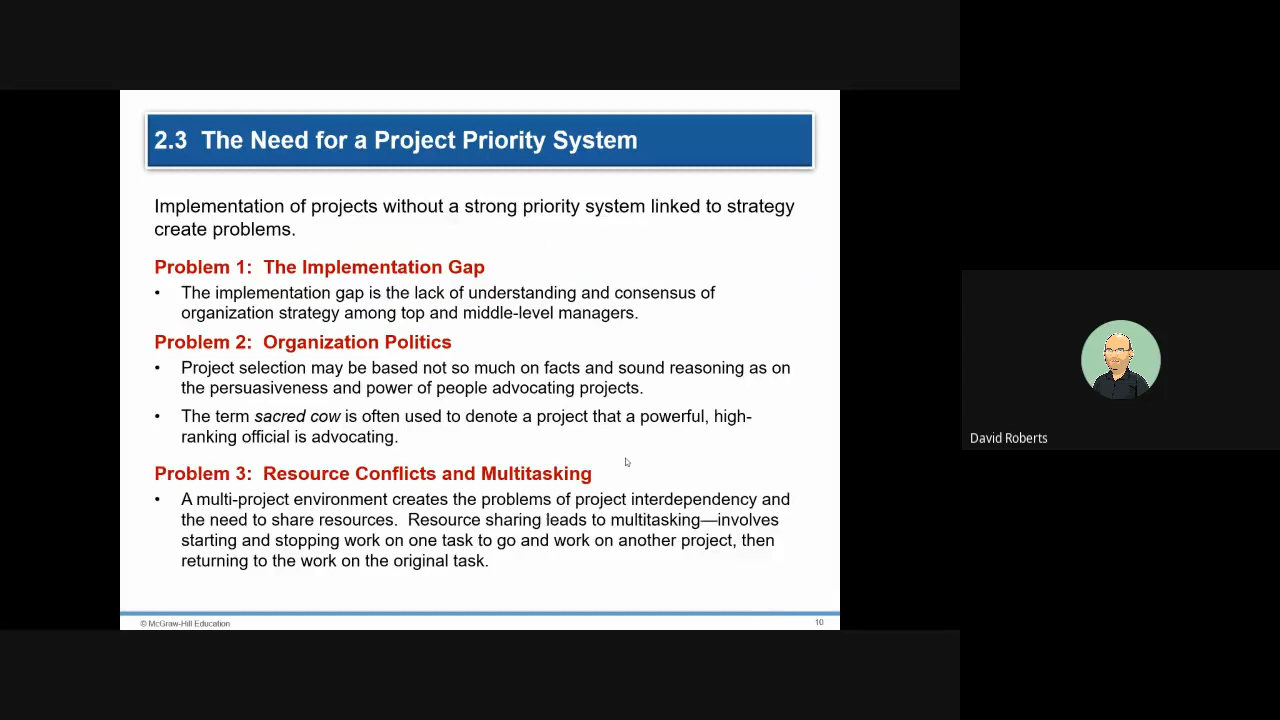 2.3 The Need for a Project Priority System
Implementation of projects without a strong priority system linked to strategy
create problems.
Problem 1: The Implementation Gap
• The implementation gap is the lack of understanding and consensus of
organization strategy among top and middle-level managers.
Problem 2: Organization Politics
• Project selection may be based not so much on facts and sound reasoning as on
the persuasiveness and power of people advocating projects.
• The term sacred cow is often used to denote a project that a powerful, high-
ranking official is advocating.
Problem 3: Resource Conflicts and Multitasking
• A multi-project environment creates the problems of project interdependency and
the need to share resources. Resource sharing leads to multitasking—involves
starting and stopping work on one task to go and work on another project, then
returning to the work on the original task.
© McGraw-Hill Education
10
David Roberts